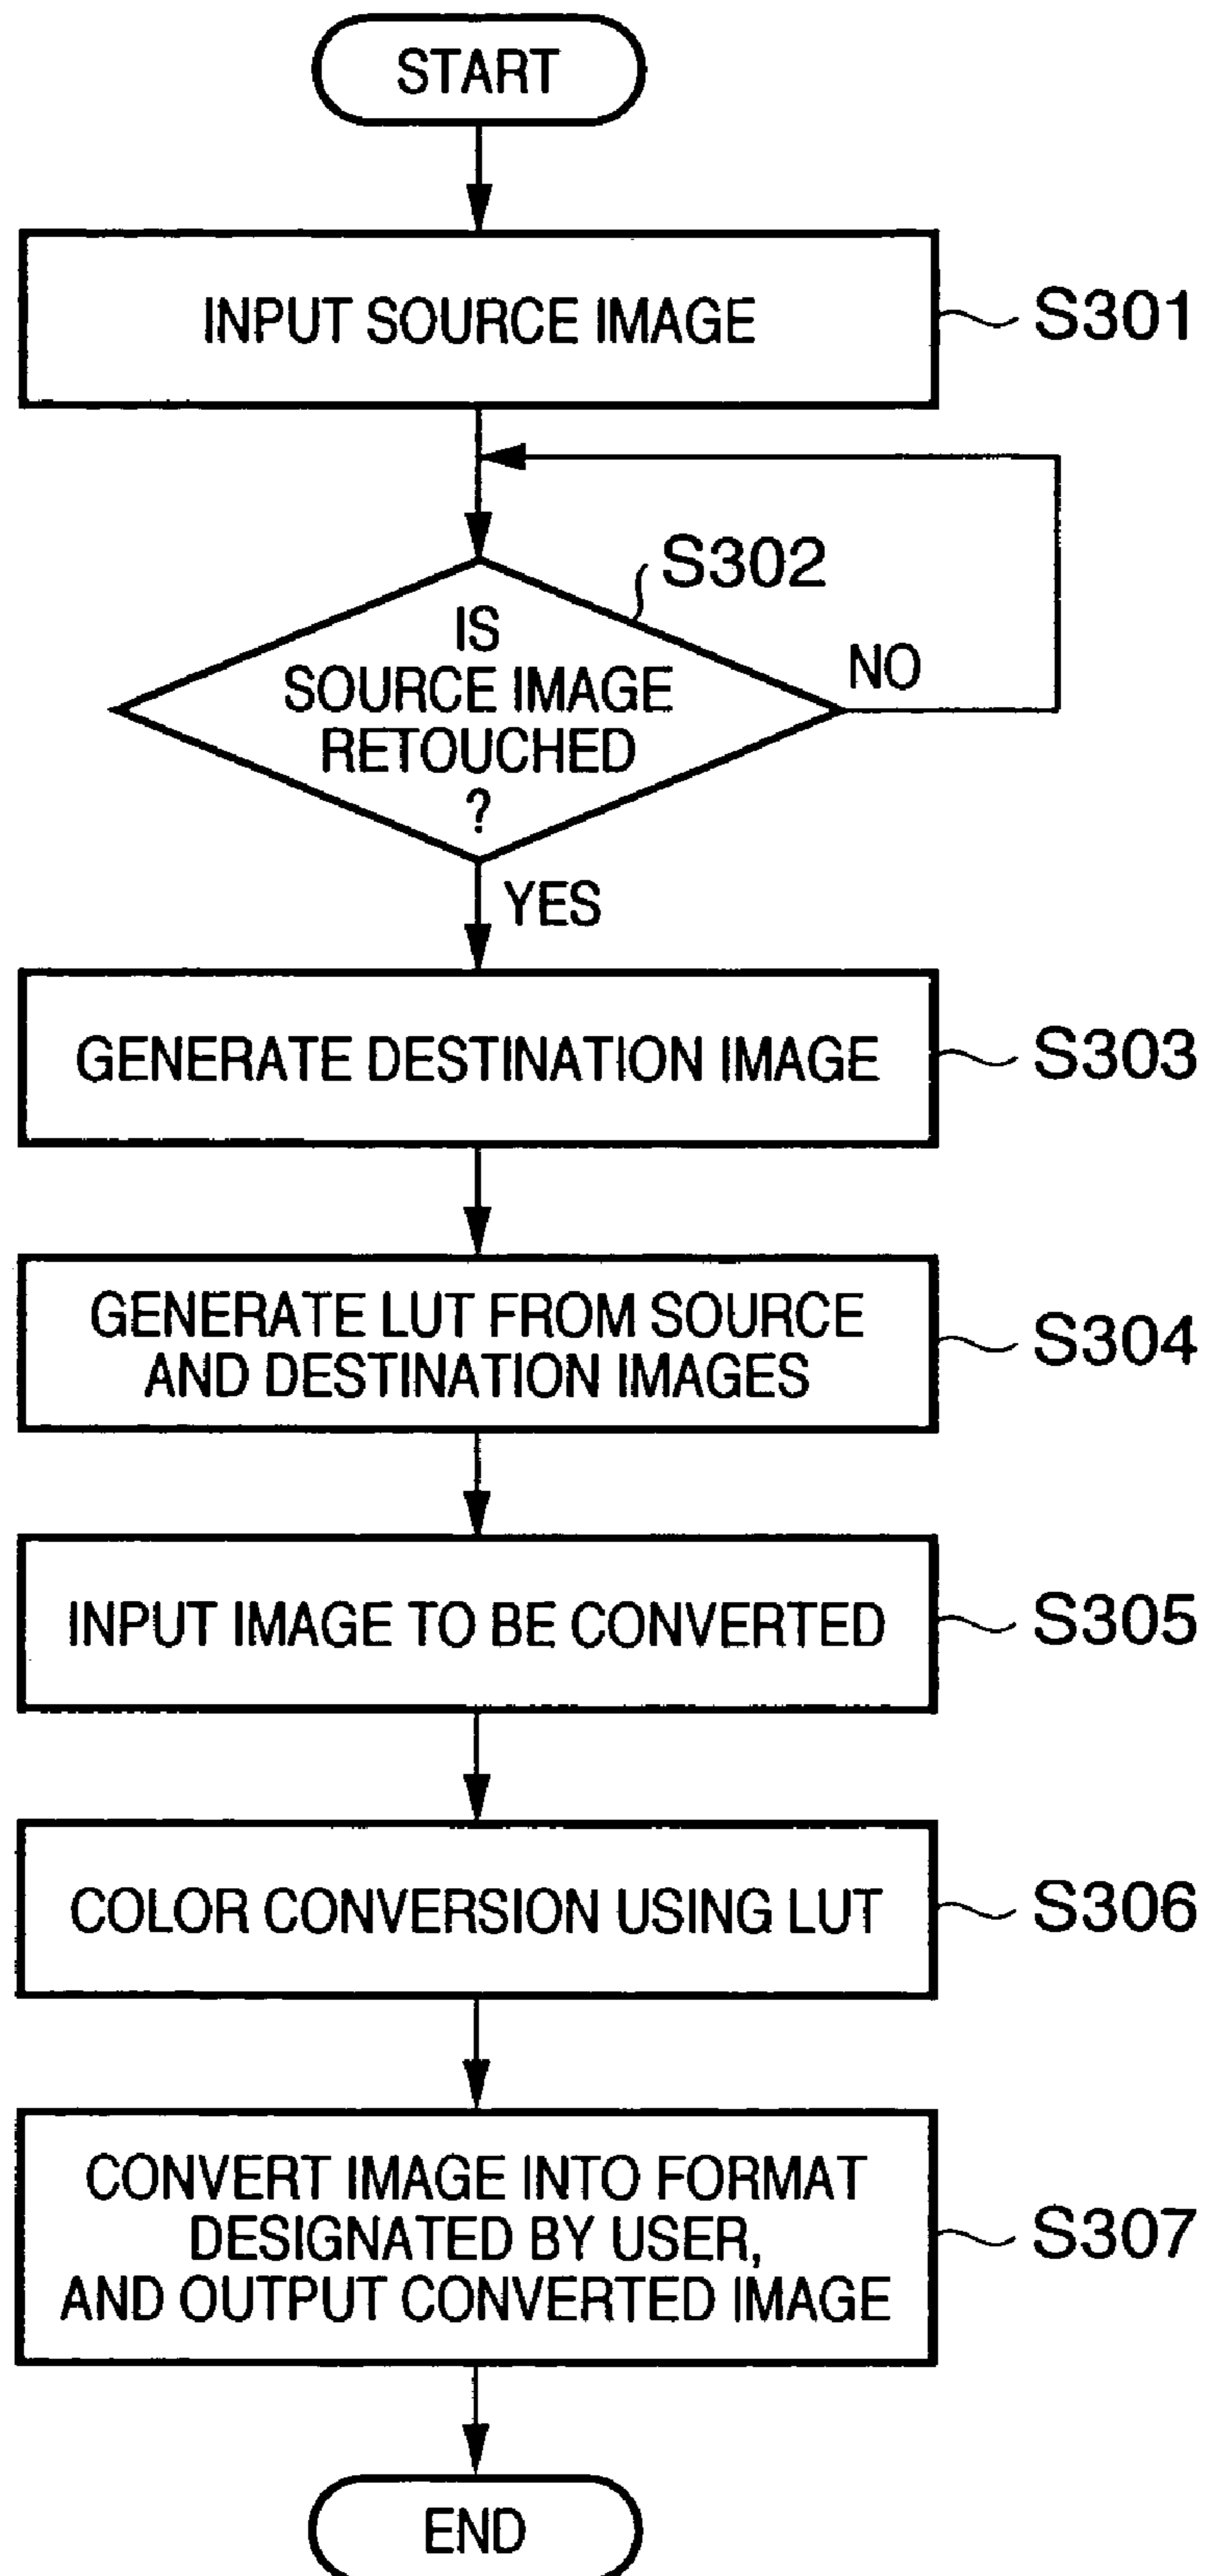 START
INPUT SOURCE IMAGE
S301
S302
IS
SOURCE IMAGE
RETOUCHED
?
NO
YES
GENERATE DESTINATION IMAGE
S303
GENERATE LUT FROM SOURCE
AND DESTINATION IMAGES
S304
INPUT IMAGE TO BE CONVERTED
S305
COLOR CONVERSION USING LUT
S306
CONVERT IMAGE INTO FORMAT
DESIGNATED BY USER,
AND OUTPUT CONVERTED IMAGE
S307
END